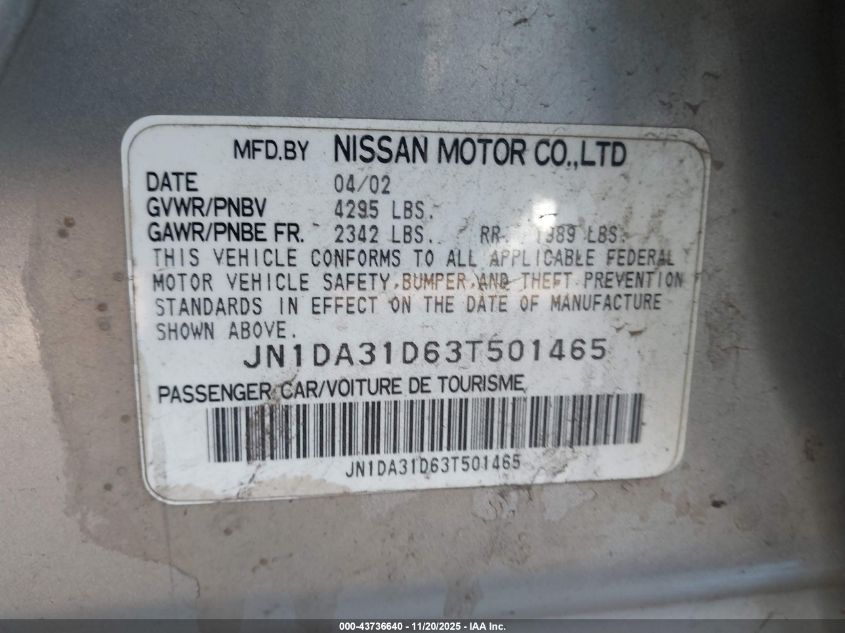 MFD.BY NISSAN MOTOR CO.,LTD
DATE 04/02
GVWR/PNBV 4295 LBS.
GAWR/PNBE FR. 2342 LBS. RR. 1989 LBS.
THIS VEHICLE CONFORMS TO ALL APPLICABLE FEDERAL
MOTOR VEHICLE SAFETY,BUMPER,AND THEFT PREVENTION
STANDARDS IN EFFECT ON THE DATE OF MANUFACTURE
SHOWN ABOVE.
JN1DA31D63T501465
PASSENGER CAR/VOITURE DE TOURISME
JN1DA31D63T501465
000-43736640 - 11/20/2025 - IAA Inc.